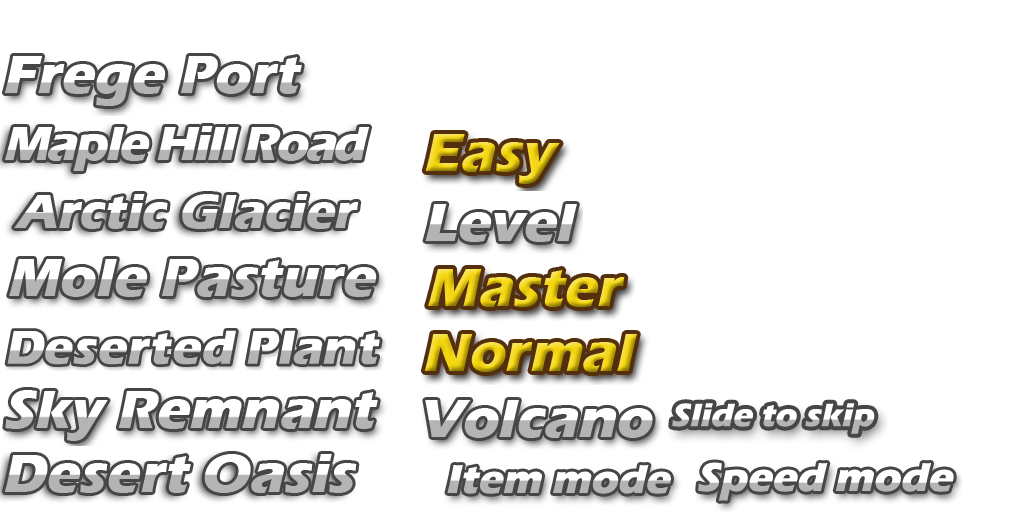 Frege Port
Maple Hill Road
Arctic Glacier
Mole Pasture
Deserted Plant
Sky Remnant
Desert Oasis
Easy
Level
Master
Normal
Volcano
Slide to skip
Item mode
Speed mode